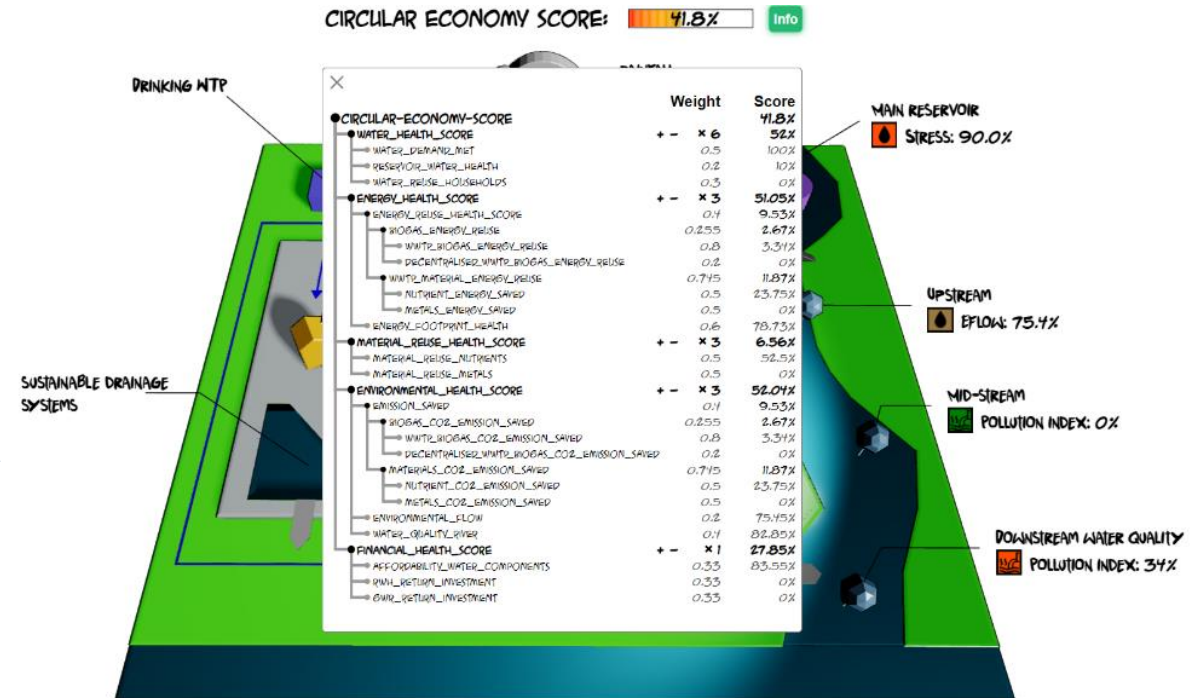 CIRCULAR ECONOMY SCORE: 41.8% Info
DRINKING WTP
Weight Score
CIRCULAR-ECONOMY-SCORE 41.8%
WATER_HEALTH_SCORE + - × 6 52%
WATER_DEMAND_MET 0.5 100%
RESERVOIR_WATER_HEALTH 0.2 10%
WATER_REUSE_HOUSEHOLDS 0.3 0%
ENERGY_HEALTH_SCORE + - × 3 51.05%
ENERGY_REUSE_HEALTH_SCORE 0.4 9.53%
BIOGAS_ENERGY_REUSE 0.255 2.67%
WWTP_BIOGAS_ENERGY_REUSE 0.8 3.34%
DECENTRALISED_WWTP_BIOGAS_ENERGY_REUSE 0.2 0%
WWTP_MATERIAL_ENERGY_REUSE 0.745 11.87%
NUTRIENT_ENERGY_SAVED 0.5 23.75%
METALS_ENERGY_SAVED 0.5 0%
ENERGY_FOOTPRINT_HEALTH 0.6 78.73%
MATERIAL_REUSE_HEALTH_SCORE + - × 3 6.56%
MATERIAL_REUSE_NUTRIENTS 0.5 52.5%
MATERIAL_REUSE_METALS 0.5 0%
ENVIRONMENTAL_HEALTH_SCORE + - × 3 52.04%
EMISSION_SAVED 0.4 9.53%
BIOGAS_CO2_EMISSION_SAVED 0.255 2.67%
WWTP_BIOGAS_CO2_EMISSION_SAVED 0.8 3.34%
DECENTRALISED_WWTP_BIOGAS_CO2_EMISSION_SAVED 0.2 0%
MATERIALS_CO2_EMISSION_SAVED 0.745 11.87%
NUTRIENT_CO2_EMISSION_SAVED 0.5 23.75%
METALS_CO2_EMISSION_SAVED 0.5 0%
ENVIRONMENTAL_FLOW 0.2 75.45%
WATER_QUALITY_RIVER 0.4 82.85%
FINANCIAL_HEALTH_SCORE + - × 1 27.85%
AFFORDABILITY_WATER_COMPONENTS 0.33 83.55%
RWH_RETURN_INVESTMENT 0.33 0%
GWR_RETURN_INVESTMENT 0.33 0%
SUSTAINABLE DRAINAGE
SYSTEMS
MAIN RESERVOIR
STRESS: 90.0%
UPSTREAM
EFLOW: 75.4%
MID-STREAM
POLLUTION INDEX: 0%
DOWNSTREAM WATER QUALITY
POLLUTION INDEX: 34%